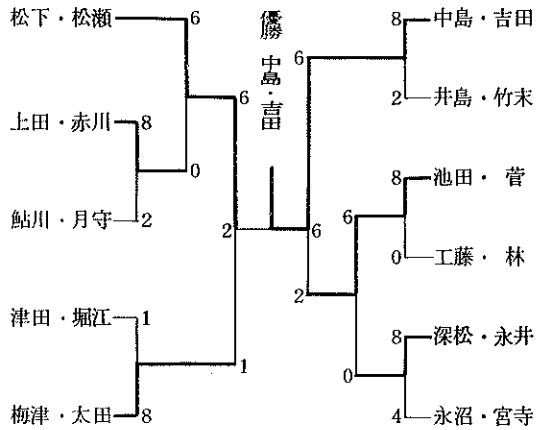 松下・松瀬
6
上田・赤川
8
0
鮎川・月守
2
6
津田・堀江
1
梅津・太田
8
1
2
優勝 中島・吉田
6
6
8
中島・吉田
2
井島・竹末
8
池田・菅
6
0
工藤・林
2
8
深松・永井
0
4
永沼・宮寺